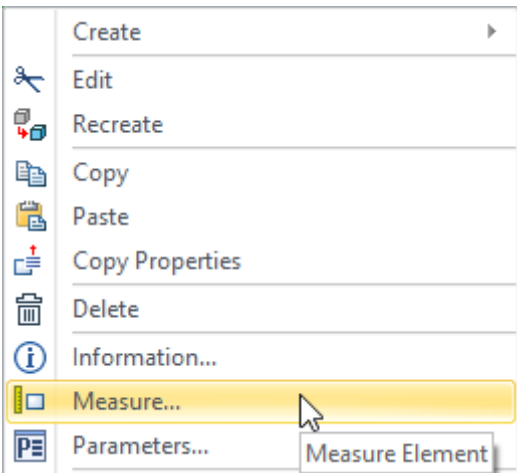 Create
Edit
Recreate
Copy
Paste
Copy Properties
Delete
Information...
Measure...
Parameters...
Measure Element